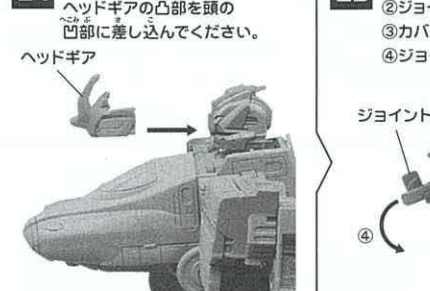 ヘッドギアの凸部を頭の
凹部に差し込んでください。
ヘッドギア
②ジョイ
③カバ
④ジョ
ジョイント
④